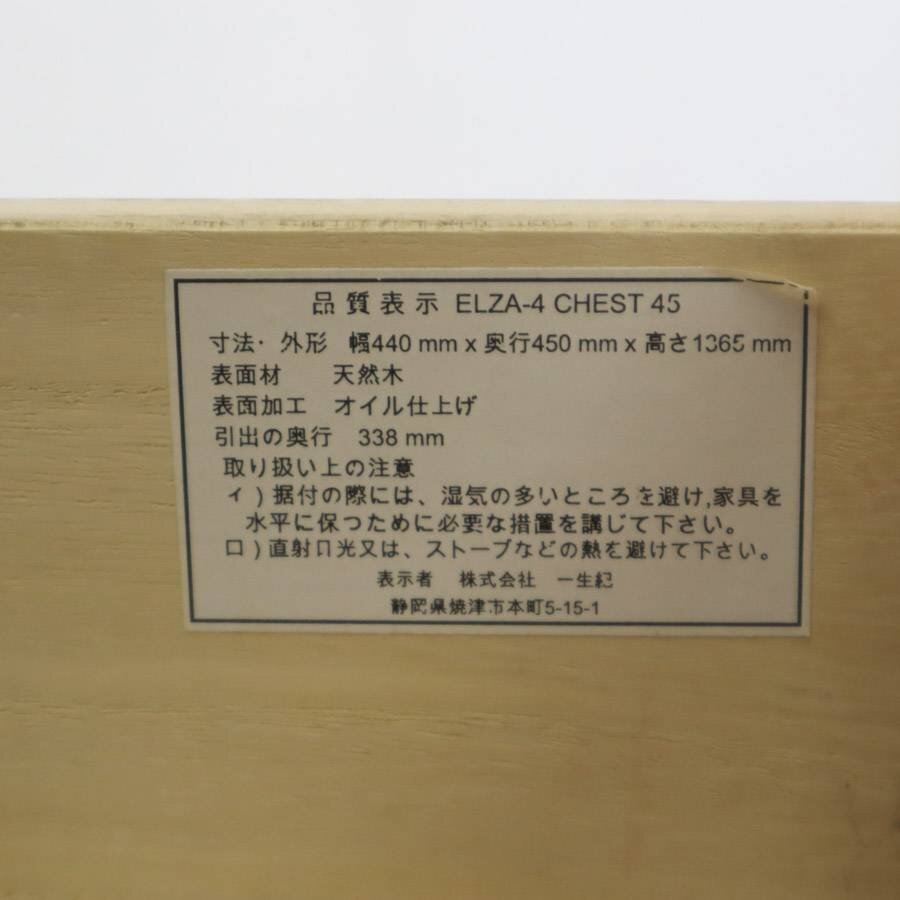 品質表示 ELZA-4 CHEST 45
寸法・外形 幅440 mm x 奥行450 mm x 高さ1365 mm
表面材 天然木
表面加工 オイル仕上げ
引出の奥行 338 mm
取り扱い上の注意
イ）据付の際には、湿気の多いところを避け,家具を
水平に保つために必要な措置を講じて下さい。
ロ）直射日光又は、ストーブなどの熱を避けて下さい。
表示者 株式会社 一生紀
静岡県焼津市本町5-15-1